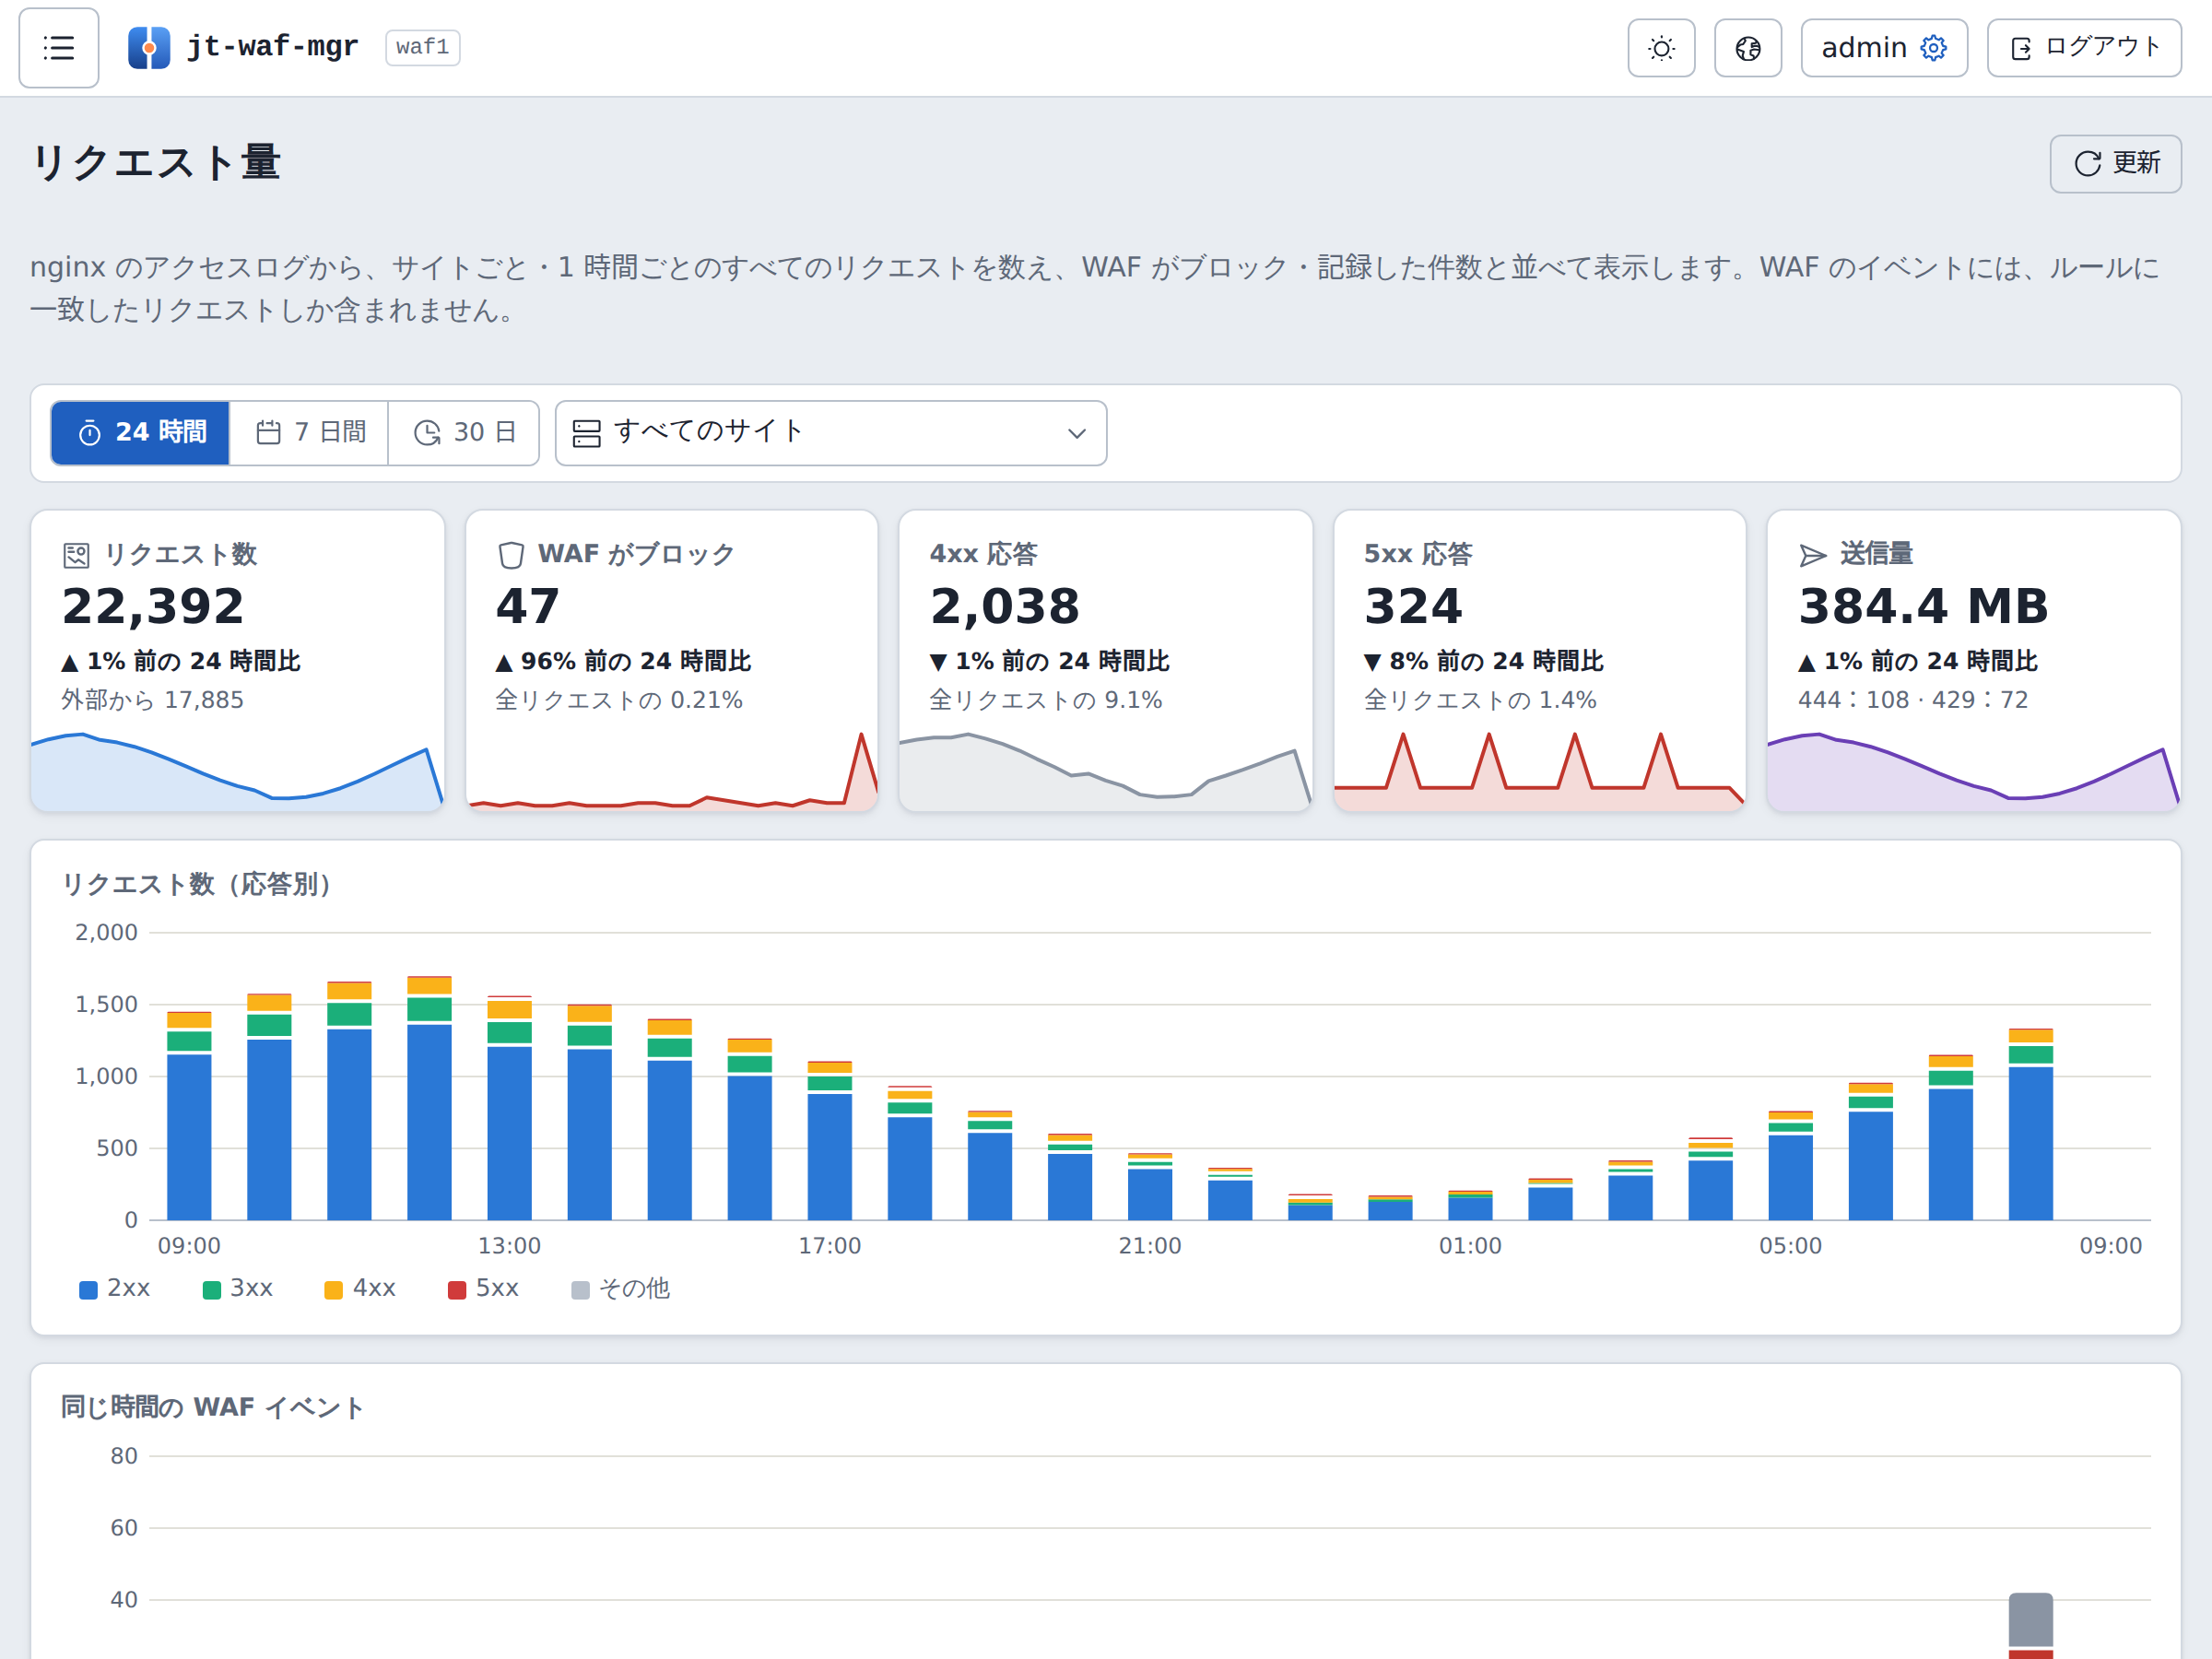 jt-waf-mgr waf1 admin ログアウト
リクエスト量 更新
nginx のアクセスログから、サイトごと・1 時間ごとのすべてのリクエストを数え、WAF がブロック・記録した件数と並べて表示します。WAF のイベントには、ルールに
一致したリクエストしか含まれません。
24 時間 7 日間 30 日 すべてのサイト
リクエスト数 WAF がブロック 4xx 応答 5xx 応答 送信量
22,392 47 2,038 324 384.4 MB
▲ 1% 前の 24 時間比 ▲ 96% 前の 24 時間比 ▼ 1% 前の 24 時間比 ▼ 8% 前の 24 時間比 ▲ 1% 前の 24 時間比
外部から 17,885 全リクエストの 0.21% 全リクエストの 9.1% 全リクエストの 1.4% 444：108 · 429：72
リクエスト数（応答別）
2,000
1,500
1,000
500
0
09:00 13:00 17:00 21:00 01:00 05:00 09:00
2xx 3xx 4xx 5xx その他
同じ時間の WAF イベント
80
60
40